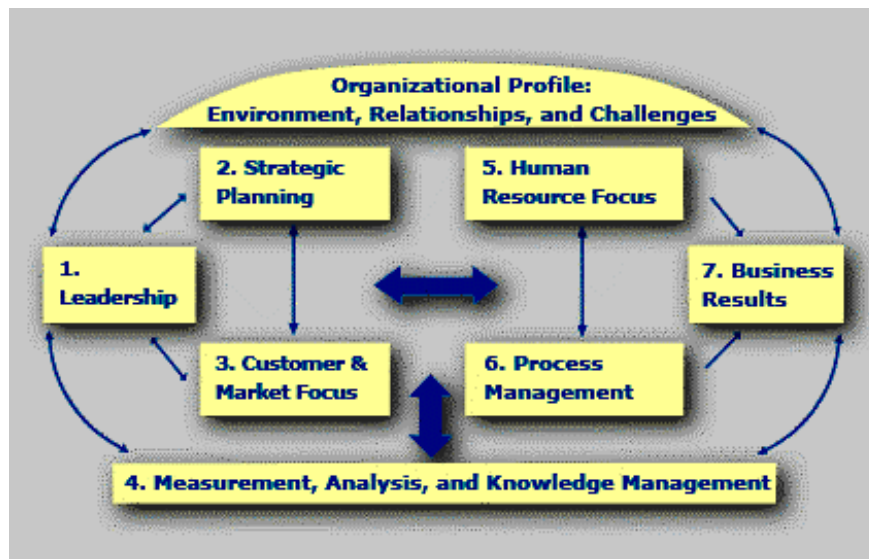 Organizational Profile:
Environment, Relationships, and Challenges
2. Strategic
Planning
5. Human
Resource Focus
1.
Leadership
7. Business
Results
3. Customer &
Market Focus
6. Process
Management
4. Measurement, Analysis, and Knowledge Management